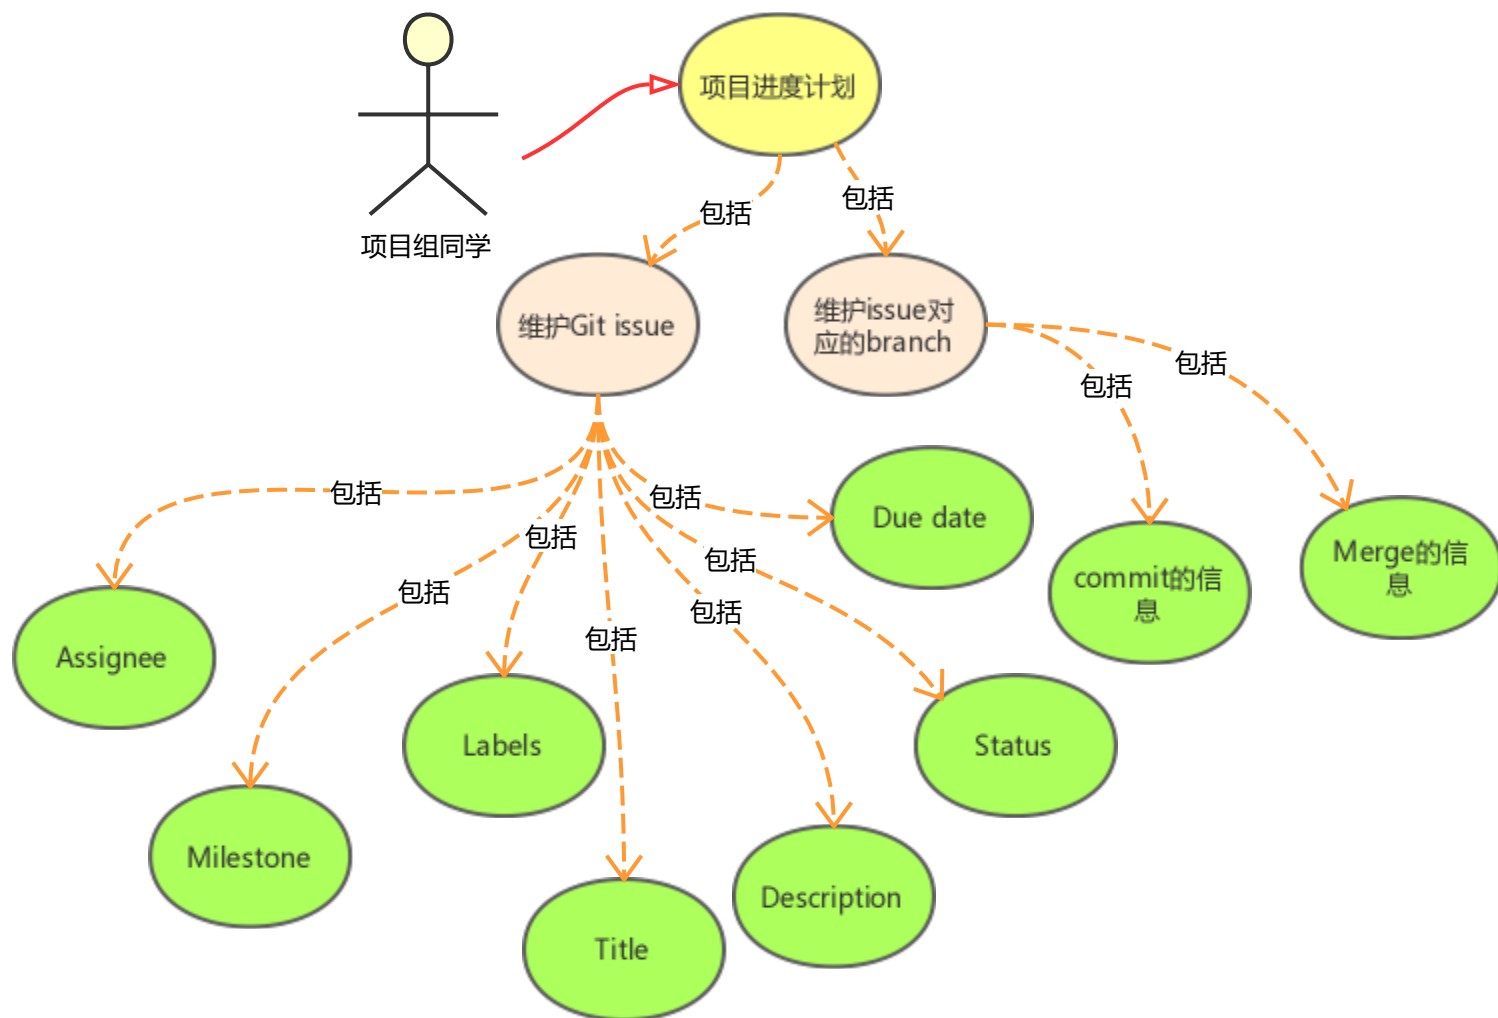 项目进度计划
包括
包括
项目组同学
维护Git issue
维护issue对
应的branch
包括
包括
包括
包括
包括
包括
包括
包括
包括
Due date
commit的信
息
Merge的信
息
Assignee
Labels
Status
Milestone
Description
Title